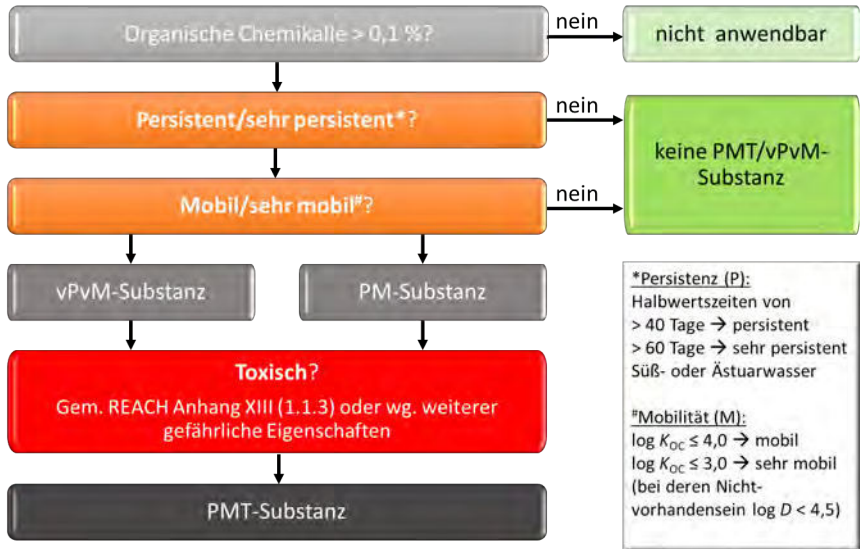 Organische Chemikalle > 0,1 %?
nein
nicht anwendbar
Persistent/sehr persistent*?
nein
keine PMT/vPvM-
Substanz
Mobil/sehr mobil#?
nein
vPvM-Substanz
PM-Substanz
Toxisch?
Gem. REACH Anhang XIII (1.1.3) oder wg. weiterer
gefährliche Eigenschaften
PMT-Substanz
*Persistenz (P):
Halbwertszeiten von
> 40 Tage → persistent
> 60 Tage → sehr persistent
Süß- oder Ästuarwasser
#Mobilität (M):
log KOC ≤ 4,0 → mobil
log KOC ≤ 3,0 → sehr mobil
(bei deren Nicht-
vorhandensein log D < 4,5)